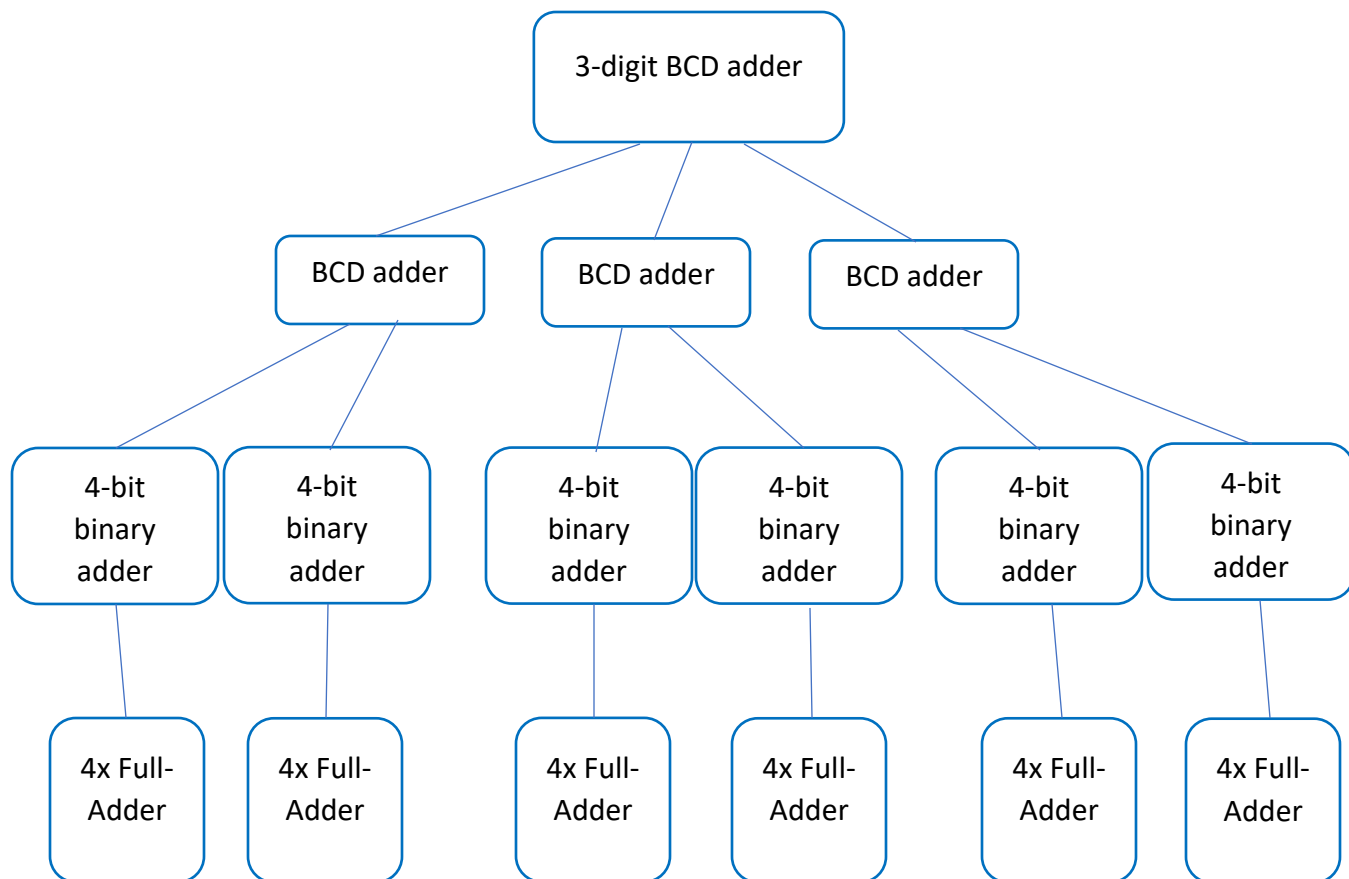 3-digit BCD adder
BCD adder
BCD adder
BCD adder
4-bit
binary
adder
4-bit
binary
adder
4-bit
binary
adder
4-bit
binary
adder
4-bit
binary
adder
4-bit
binary
adder
4x Full-
Adder
4x Full-
Adder
4x Full-
Adder
4x Full-
Adder
4x Full-
Adder
4x Full-
Adder